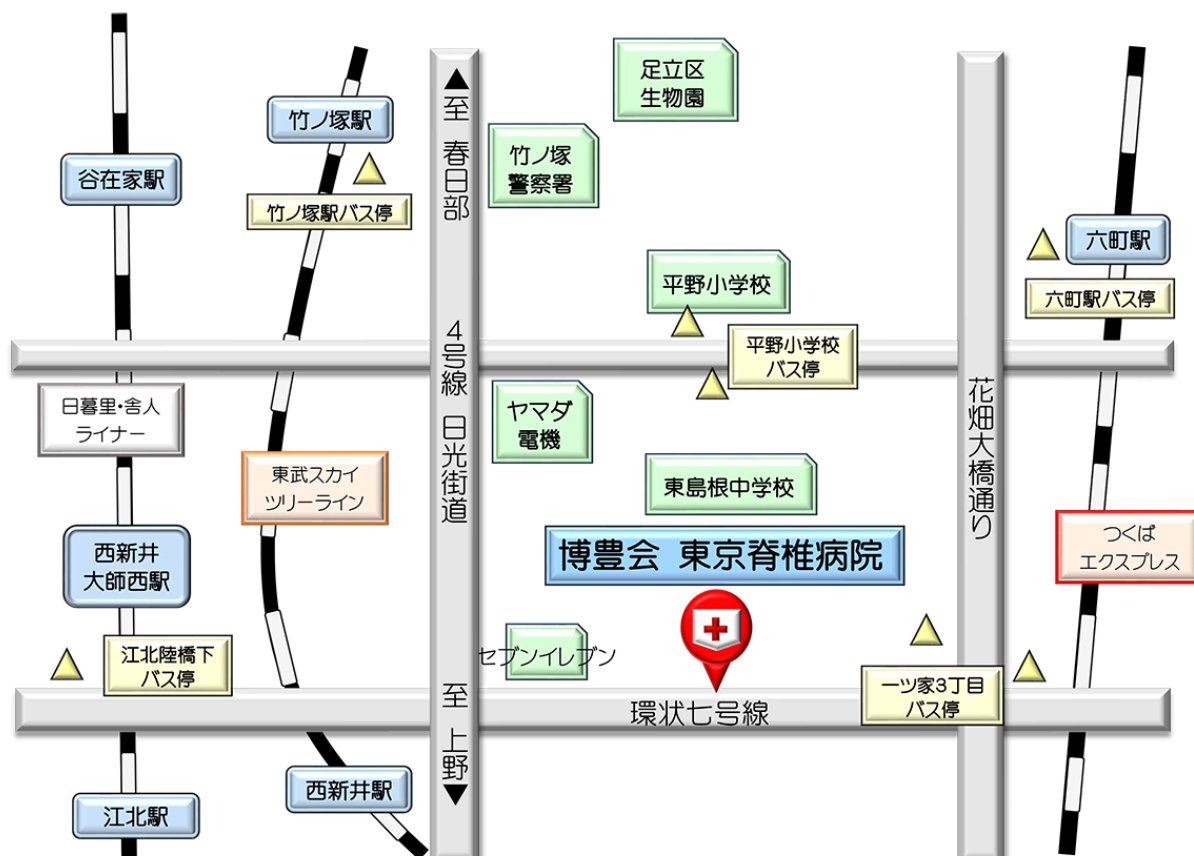 足立区
生物園
竹ノ塚駅
竹ノ塚
警察署
谷在家駅
竹ノ塚駅バス停
▲至 春日部
六町駅
六町駅バス停
平野小学校
平野小学校
バス停
4号線 日光街道
日暮里・舎人
ライナー
ヤマダ
電機
花畑大橋通り
東武スカイ
ツリーライン
東島根中学校
つくば
エクスプレス
西新井
大師西駅
博豊会 東京脊椎病院
江北陸橋下
バス停
セブンイレブン
一ツ家3丁目
バス停
環状七号線
至 上野▼
西新井駅
江北駅